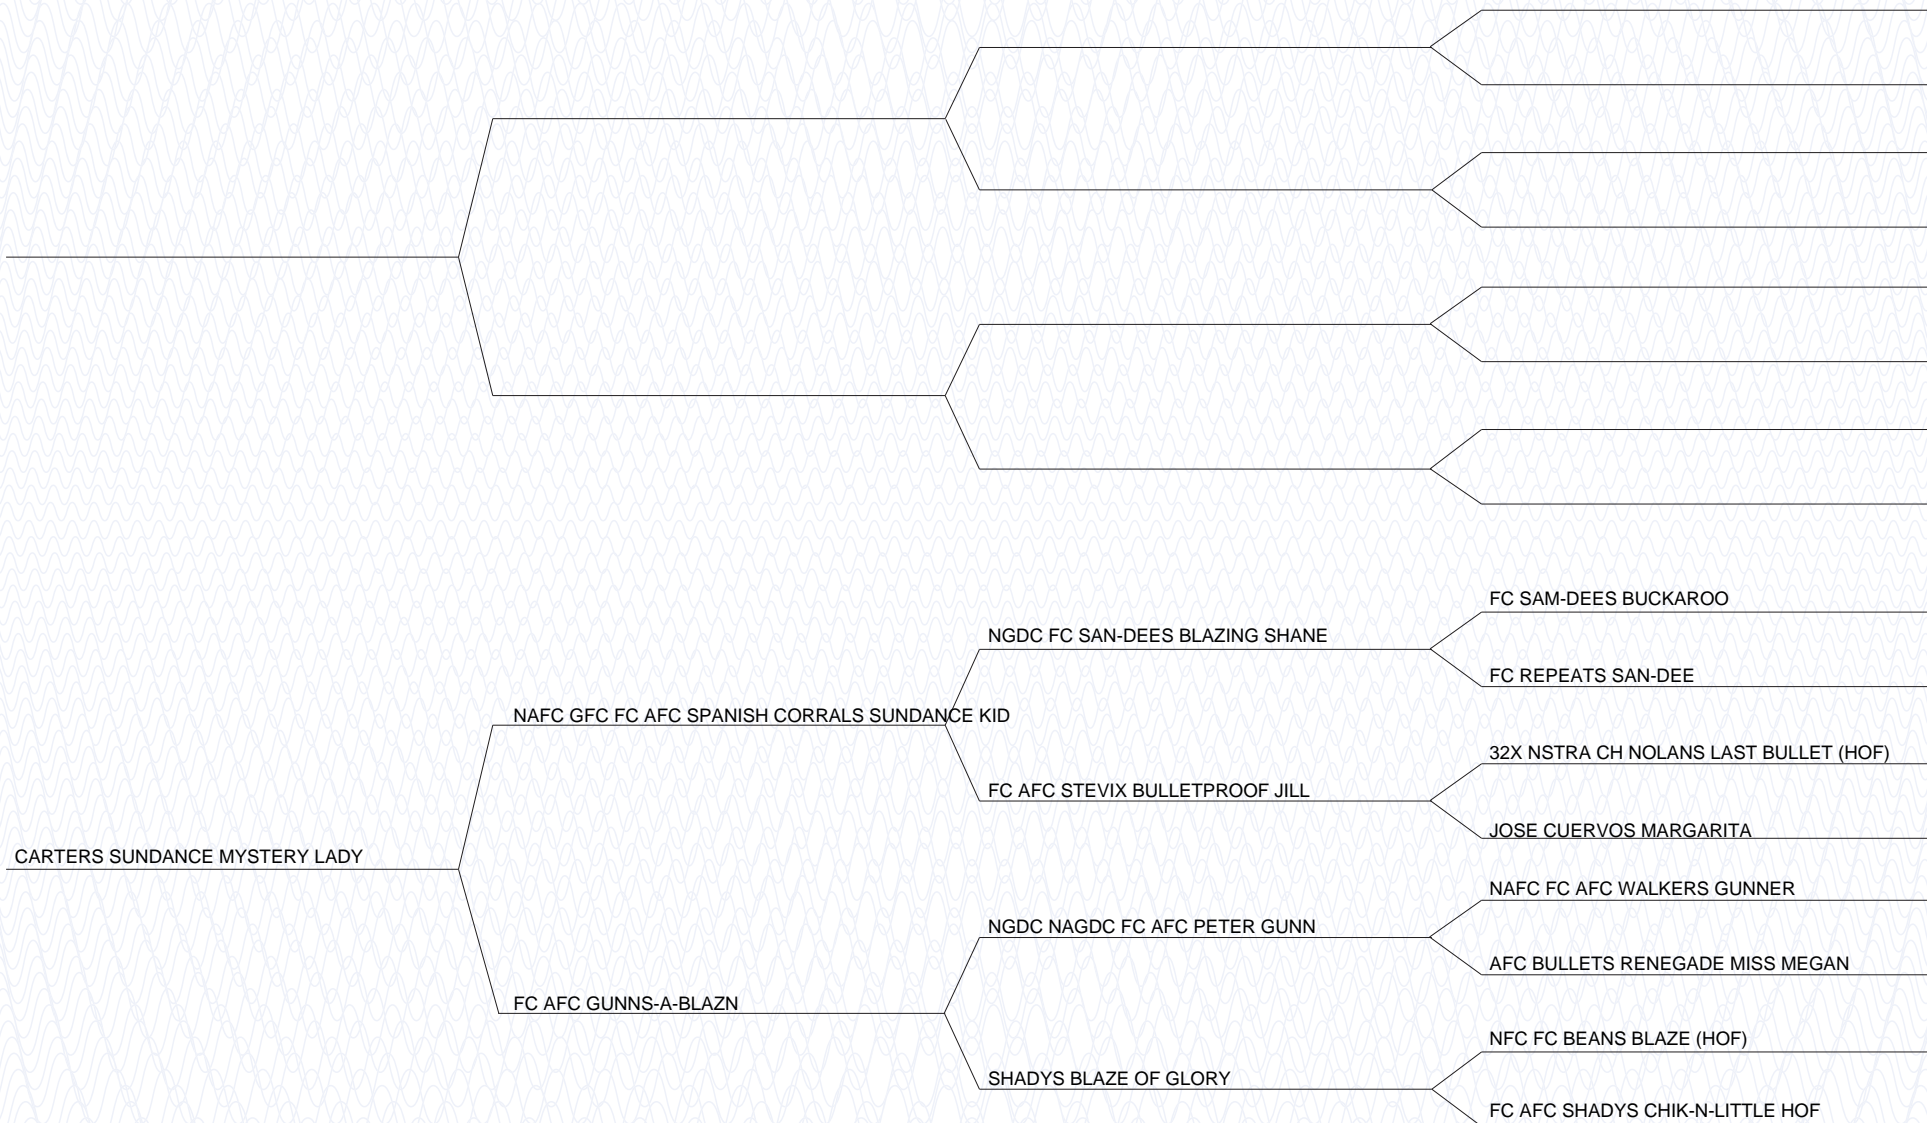 FC SAM-DEES BUCKAROO
NGDC FC SAN-DEES BLAZING SHANE
FC REPEATS SAN-DEE
NAFC GFC FC AFC SPANISH CORRALS SUNDANCE KID
32X NSTRA CH NOLANS LAST BULLET (HOF)
FC AFC STEVIX BULLETPROOF JILL
JOSE CUERVOS MARGARITA
CARTERS SUNDANCE MYSTERY LADY
NAFC FC AFC WALKERS GUNNER
NGDC NAGDC FC AFC PETER GUNN
AFC BULLETS RENEGADE MISS MEGAN
FC AFC GUNNS-A-BLAZN
NFC FC BEANS BLAZE (HOF)
SHADYS BLAZE OF GLORY
FC AFC SHADYS CHIK-N-LITTLE HOF